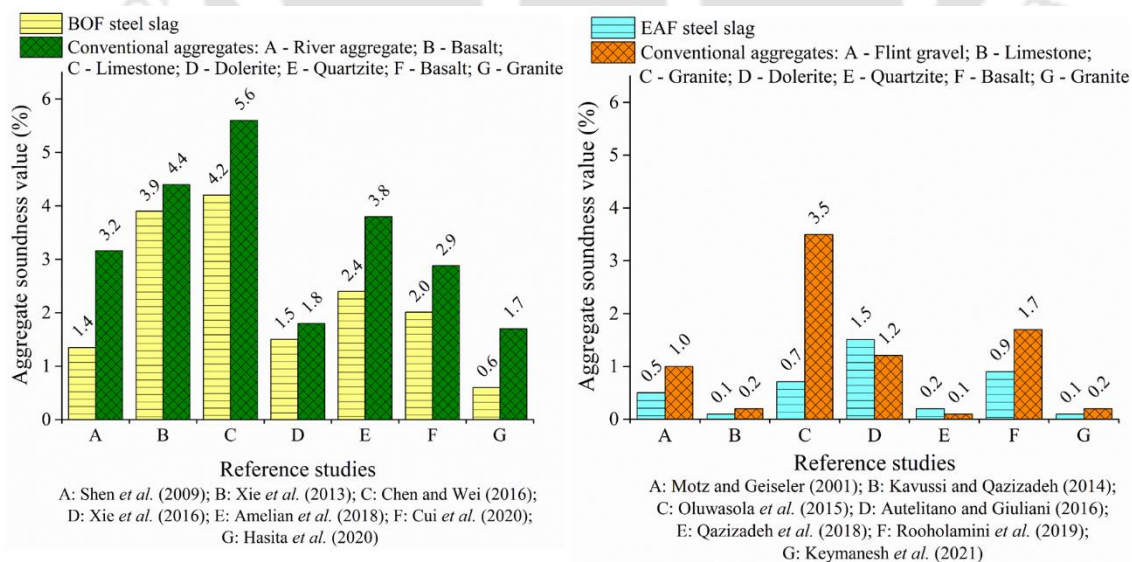 BOF steel slag
Conventional aggregates: A - River aggregate; B - Basalt;
C - Limestone; D - Dolerite; E - Quartzite; F - Basalt; G - Granite
Aggregate soundness value (%)
6
5
4
3
2
1
0
1.4
3.2
3.9
4.4
4.2
5.6
1.5
1.8
2.4
3.8
2.0
2.9
0.6
1.7
A B C D E F G
Reference studies
A: Shen et al. (2009); B: Xie et al. (2013); C: Chen and Wei (2016);
D: Xie et al. 2016); E: Amelian et al. (2018); F: Cui et al. (2020);
G: Hasita et al. (2020)
EAF steel slag
Conventional aggregates: A - Flint gravel; B - Limestone;
C - Granite; D - Dolerite; E - Quartzite; F - Basalt; G - Granite
Aggregate soundness value (%)
6
5
4
3
2
1
0
0.5
1.0
0.1
0.2
0.7
3.5
1.5
1.2
0.2
0.1
0.9
1.7
0.1
0.2
A B C D E F G
Reference studies
A: Motz and Geiseler (2001); B: Kavussi and Qazizadeh (2014);
C: Oluwasola et al. (2015); D: Autelitano and Giuliani (2016);
E: Qazizadeh et al. (2018); F: Rooholamini et al. (2019);
G: Keymanesh et al. (2021)